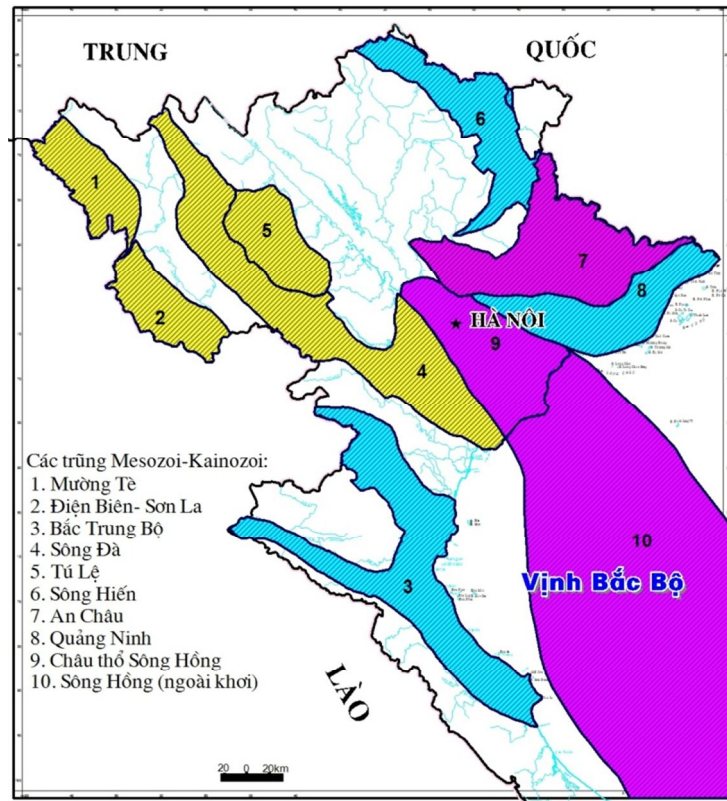 TRUNG
QUỐC
6
1
5
7
2
8
HÀ NÔI
9
4
Các trũng Mesozoi-Kainozoi:
1. Mường Tè
2. Điện Biên- Sơn La
3. Bắc Trung Bộ
4. Sông Đà
5. Tú Lệ
6. Sông Hiến
7. An Châu
8. Quảng Ninh
9. Châu thổ Sông Hồng
10. Sông Hồng (ngoài khơi)
10
Vịnh Bắc Bộ
3
LÀO
20 0 20km